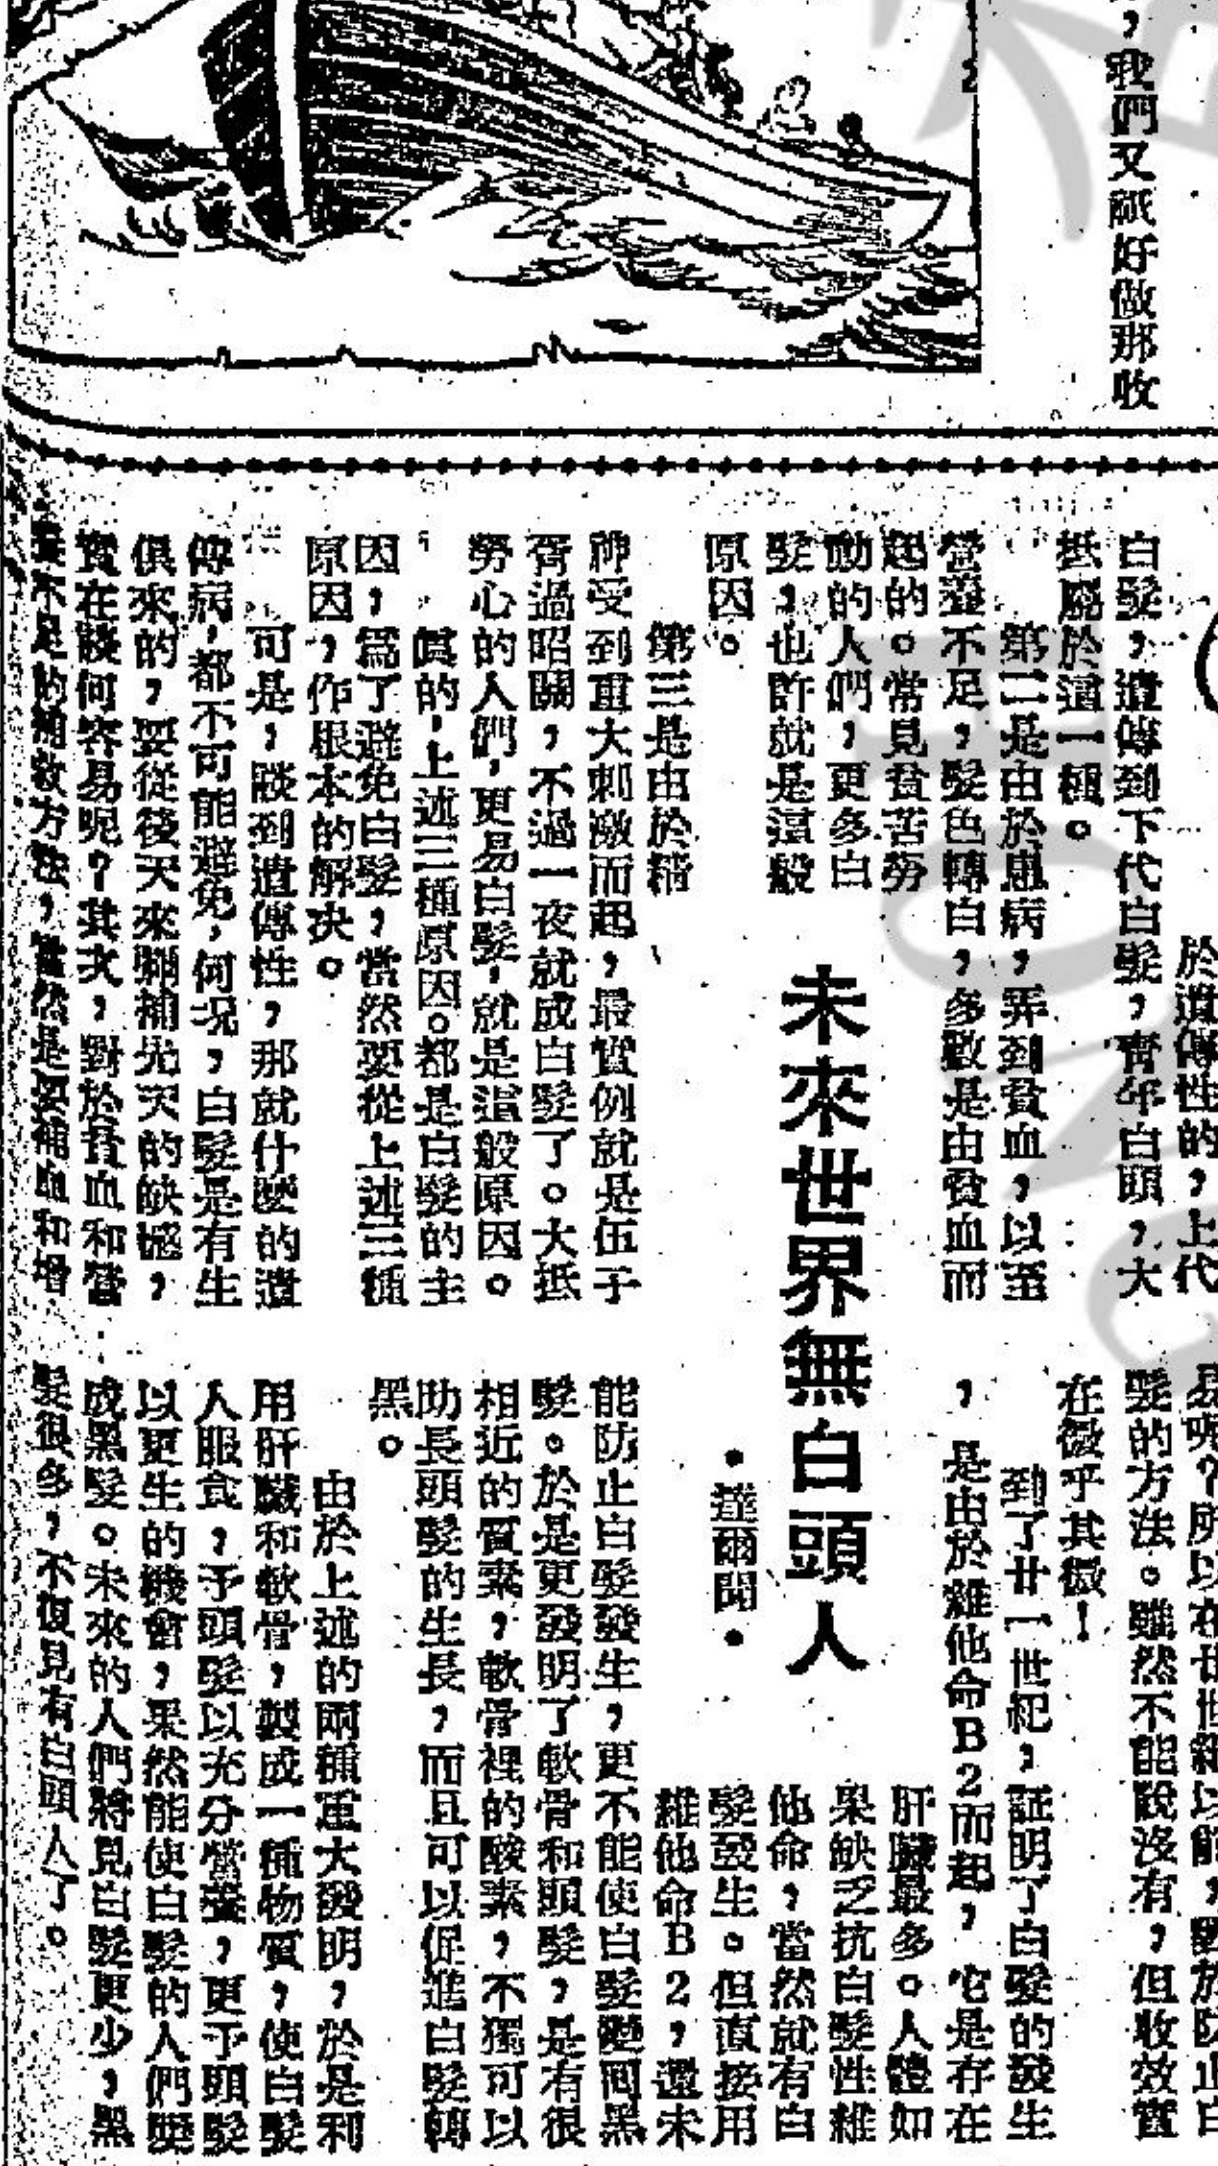 ，我們又祇好做那收
於遺傳性的，上代
白髮，遺傳到下代白髮，青年白頭，大
抵屬於這一種。
第二是由於患病，弄到貧血，以至
營養不足，髮色轉白，多數是由貧血而
起的。常見貧苦勞
動的人們，更多白
髮，也許就是這般
原因。
第三是由於精
神受到重大刺激而起，最實例就是伍子
胥過昭關，不過一夜就成白髮了。大抵
勞心的人們，更易白髮，就是這般原因。
眞的，上述三種原因。都是白髮的主
因，爲了避免白髮，當然要從上述三種
原因，作根本的解决。
可是，談到遺傳性，那就什麼的遺
傳病，都不可能避免，何况，白髮是有生
俱來的，要從後天來彌補先天的缺憾，
實在談何容易呢？其次，對於貧血和營
養不足的補救方法，當然是要補血和增
未來世界無白頭人
•達爾聞•
易呢？所以在廿世紀以前，對於防止白
髮的方法。雖然不能說沒有，但收效實
在微乎其微！
到了廿一世紀，証明了白髮的發生
，是由於維他命B2而起，它是存在
肝臟最多。人體如
果缺乏抗白髮性維
他命，當然就有白
髮發生。但直接用
維他命B2，還未
能防止白髮發生，更不能使白髮變回黑
髮。於是更發明了軟骨和頭髮，是有很
相近的質素，軟骨裡的酸素，不獨可以
助長頭髮的生長，而且可以促進白髮轉
黑。
由於上述的兩種重大發明，於是利
用肝臟和軟骨，製成一種物質，使白髮
人服食，予頭髮以充分營養，更予頭髮
以更生的機會，果然能使白髮的人們變
成黑髮。未來的人們將見白髮更少，黑
髮很多，不復見有白頭人了。